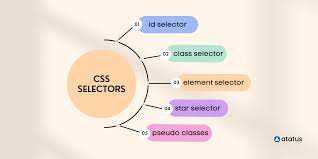 CSS
SELECTORS
01 id selector
02 class selector
03 element selector
04 star selector
05 pseudo classes
atatus